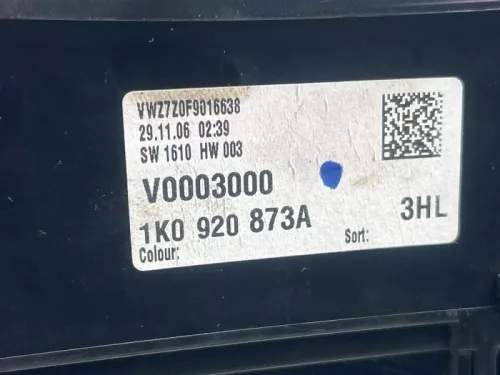 VWZ7Z0F9016638
29.11.06 02:39
SW 1610 HW 003
V0003000
1K0 920 873A
3HL
Colour:
Sort: